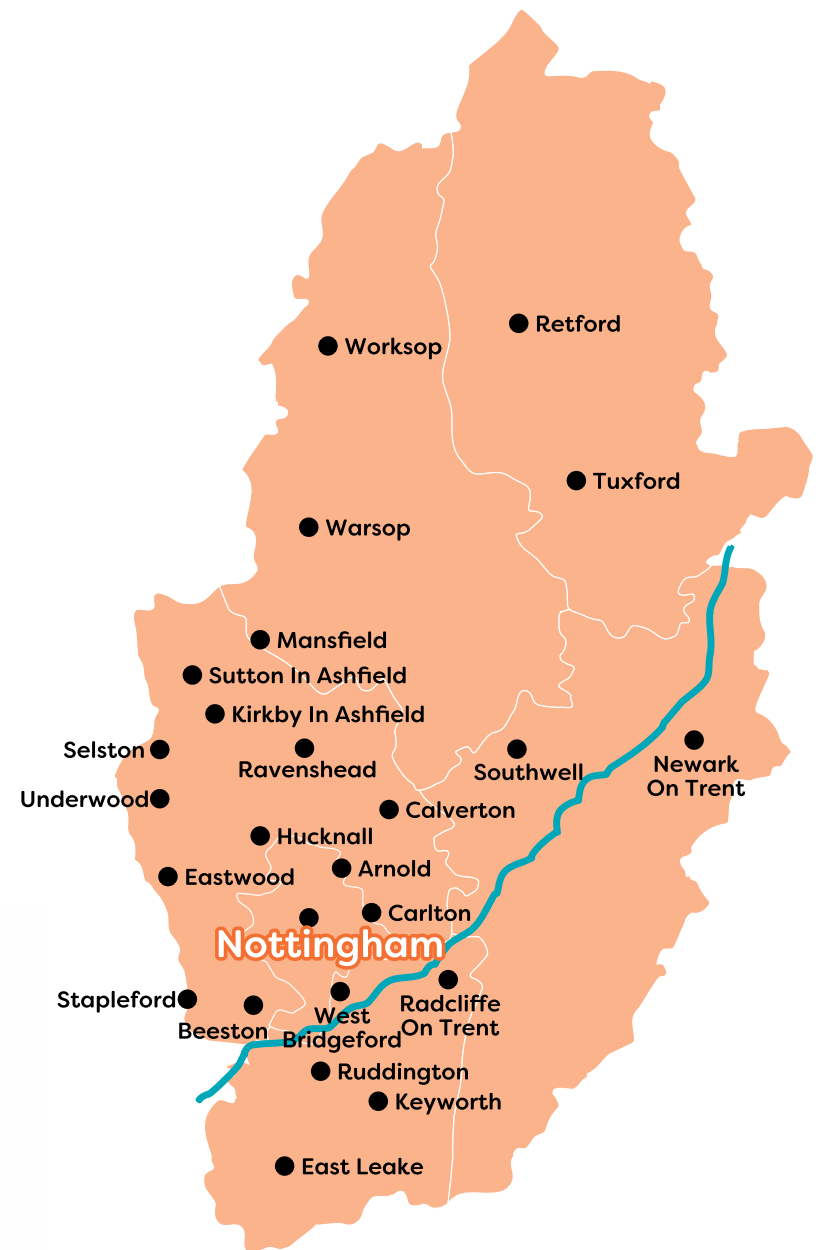 Retford
Worksop
Tuxford
Warsop
Mansfield
Sutton In Ashfield
Kirkby In Ashfield
Selston
Ravenshead
Southwell
Newark
On Trent
Underwood
Calverton
Hucknall
Arnold
Eastwood
Carlton
Nottingham
Stapleford
Beeston
West
Bridgeford
Radcliffe
On Trent
Ruddington
Keyworth
East Leake